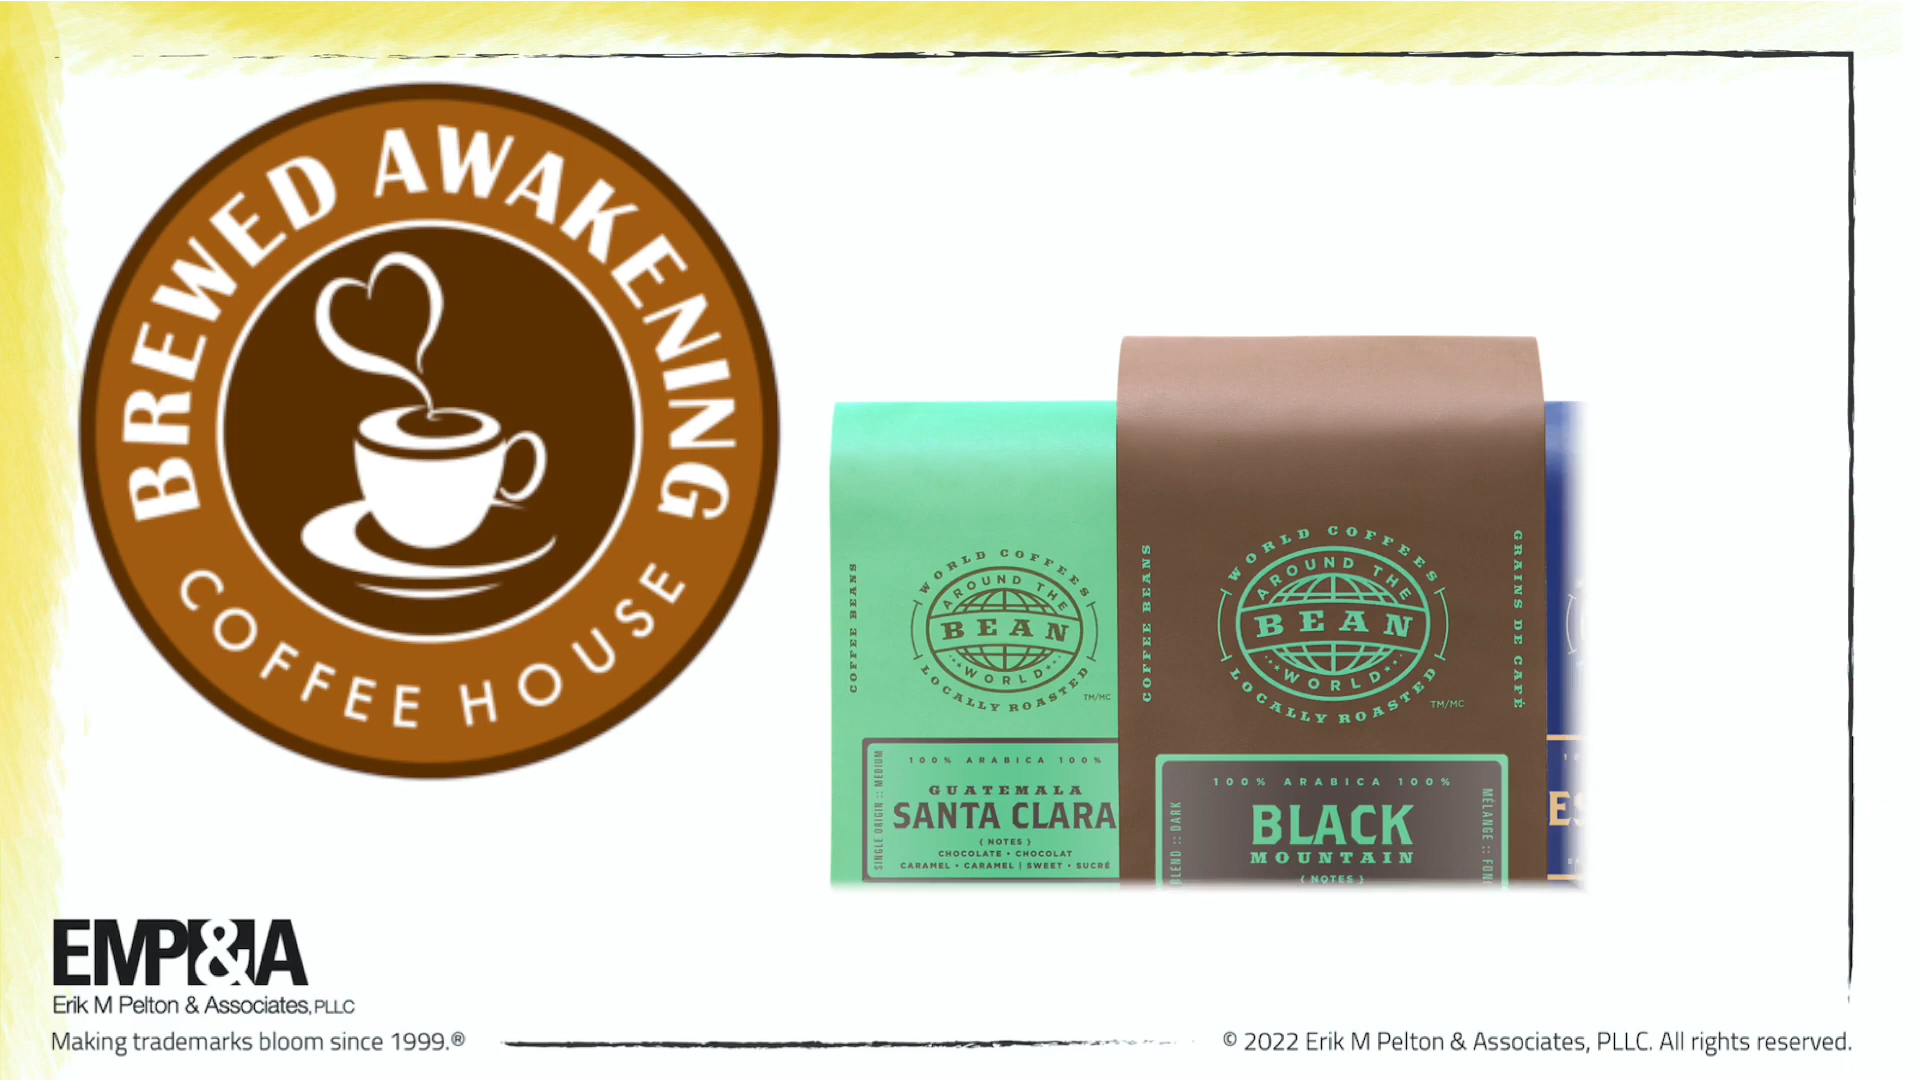 BREWED AWAKENING
COFFEE HOUSE
COFFEE BEANS
WORLD COFFEES
AROUND THE
BEAN
WORLD
LOCALLY ROASTED
TM/MC
SINGLE ORIGIN :: MEDIUM
100% ARABICA 100%
GUATEMALA
SANTA CLARA
{ NOTES }
CHOCOLATE • CHOCOLAT
CARAMEL • CARAMEL | SWEET • SUCRÉ
COFFEE BEANS
WORLD COFFEES
AROUND THE
BEAN
WORLD
LOCALLY ROASTED
TM/MC
GRAINS DE CAFÉ
BLEND :: DARK
100% ARABICA 100%
BLACK
MOUNTAIN
{ NOTES }
MÉLANGE ::
EMP&A
Erik M Pelton & Associates, PLLC
Making trademarks bloom since 1999.®
© 2022 Erik M Pelton & Associates, PLLC. All rights reserved.